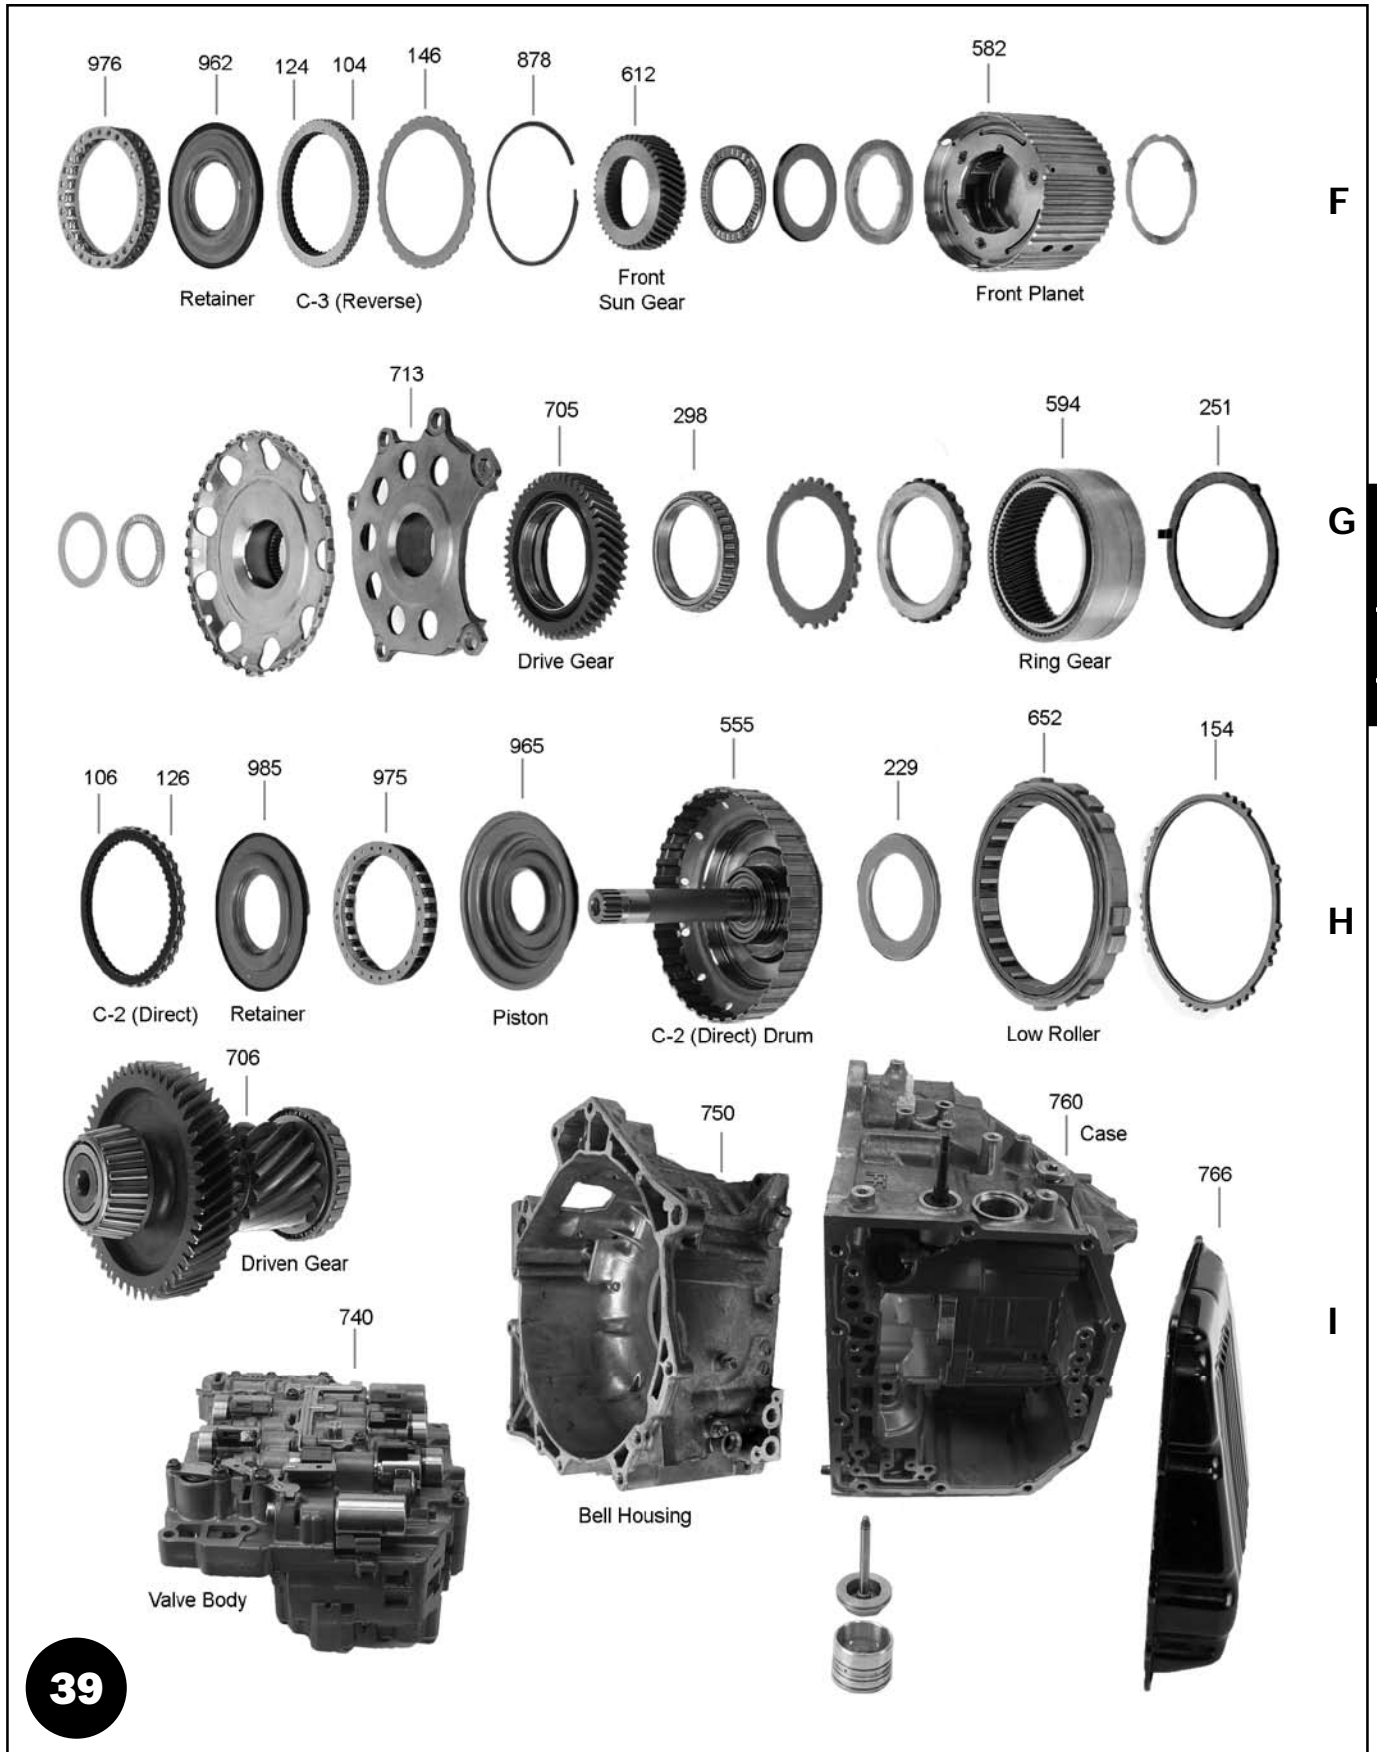 976 962 124 104 146 878 612 582
F
Retainer C-3 (Reverse) Front
Sun Gear Front Planet
713 705 298 594 251
G
Drive Gear Ring Gear
106 126 985 975 965 555 229 652 154
H
C-2 (Direct) Retainer Piston C-2 (Direct) Drum Low Roller
706 750 760
Case
766
Driven Gear
740
I
Bell Housing
Valve Body
39